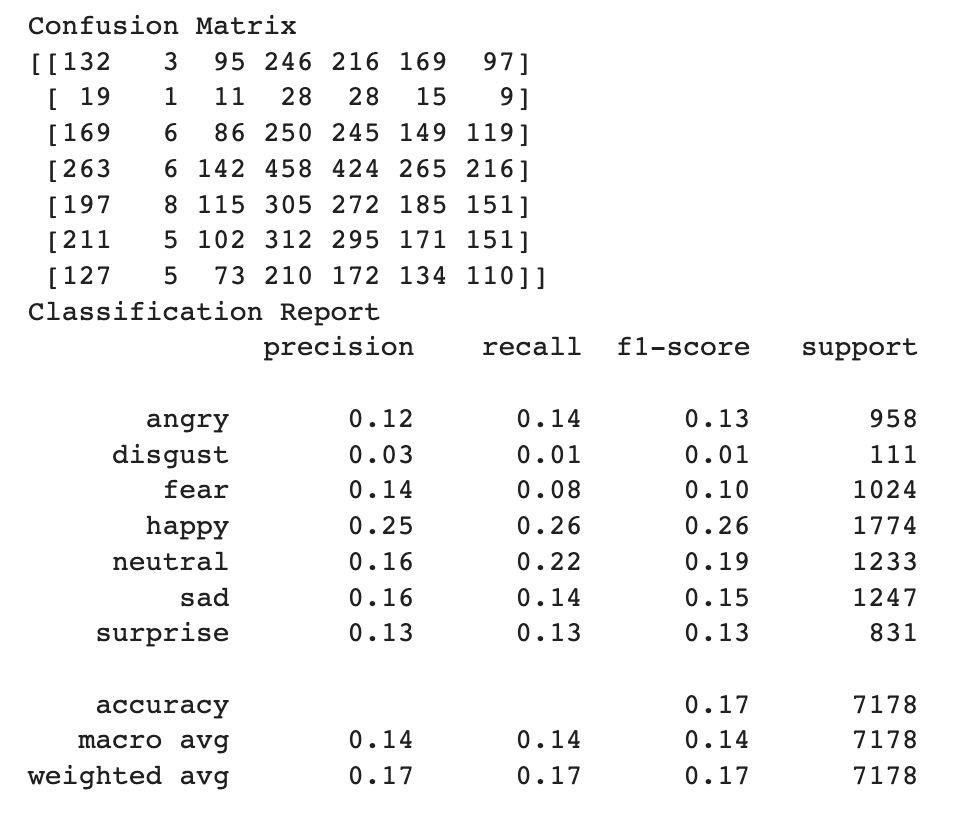 Confusion Matrix
[[132 3 95 246 216 169 97]
[ 19 1 11 28 28 15 9]
[169 6 86 250 245 149 119]
[263 6 142 458 424 265 216]
[197 8 115 305 272 185 151]
[211 5 102 312 295 171 151]
[127 5 73 210 172 134 110]]
Classification Report
precision recall f1-score support
angry 0.12 0.14 0.13 958
disgust 0.03 0.01 0.01 111
fear 0.14 0.08 0.10 1024
happy 0.25 0.26 0.26 1774
neutral 0.16 0.22 0.19 1233
sad 0.16 0.14 0.15 1247
surprise 0.13 0.13 0.13 831
accuracy 0.17 7178
macro avg 0.14 0.14 0.14 7178
weighted avg 0.17 0.17 0.17 7178